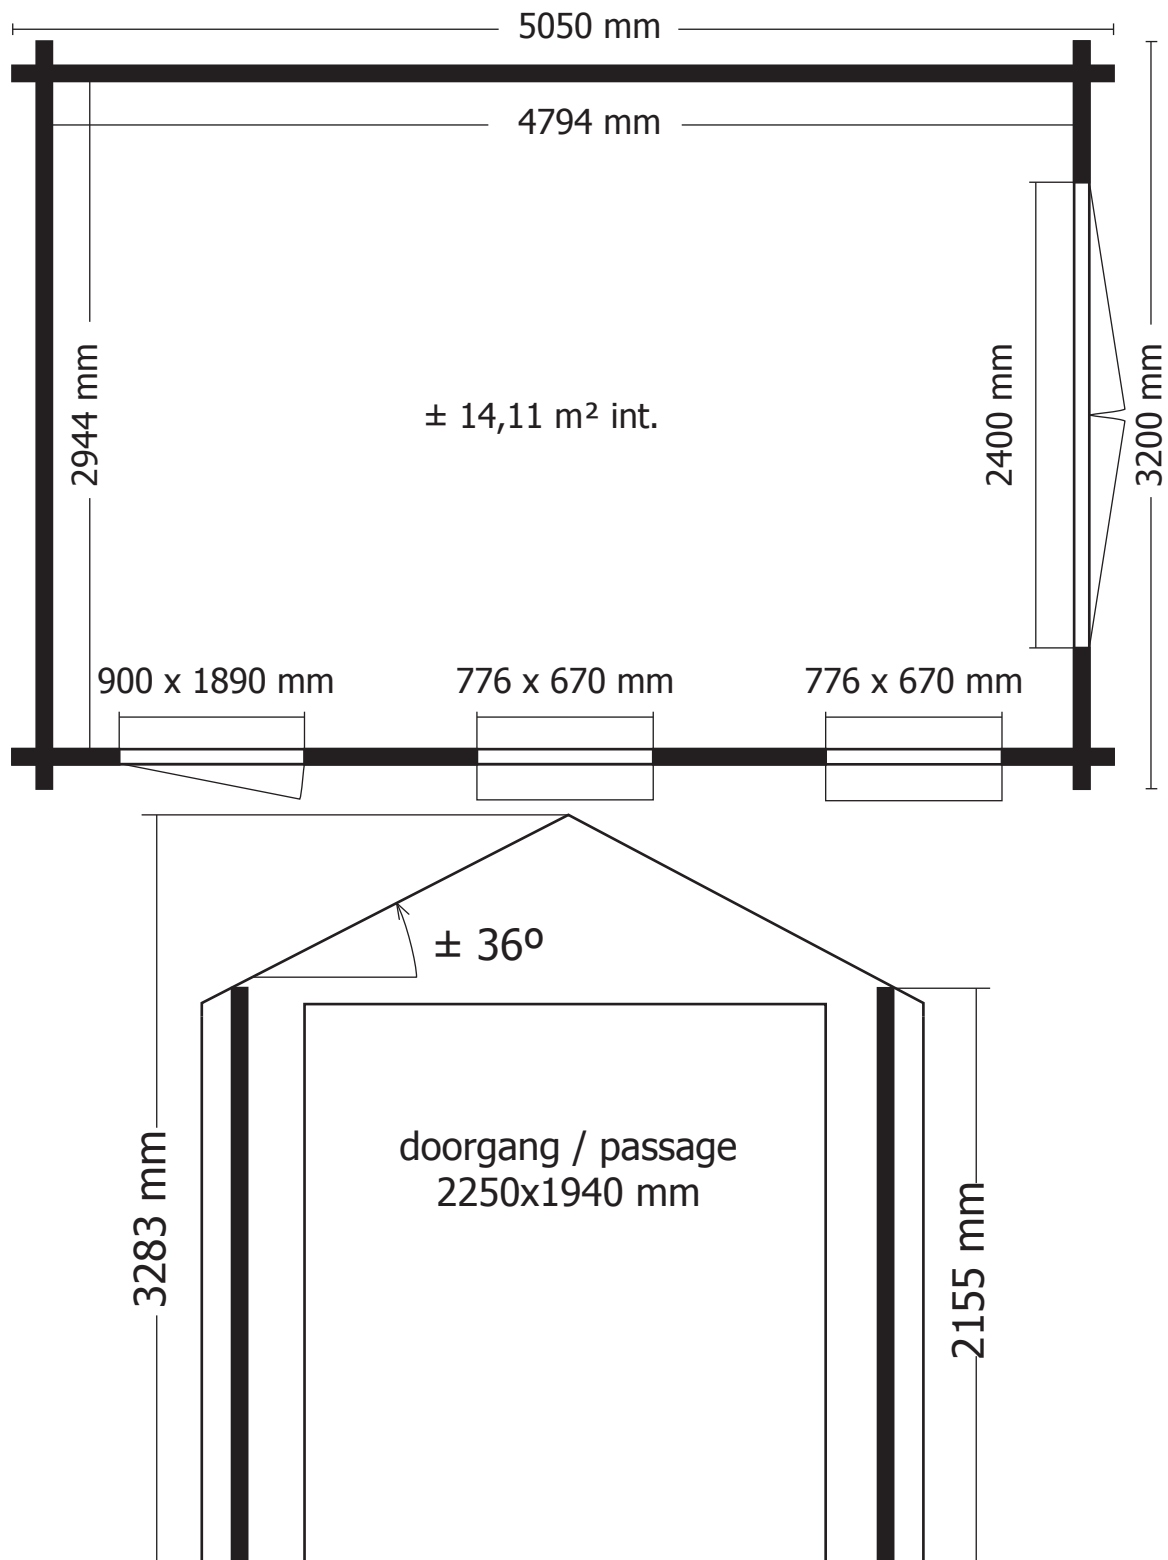 5050 mm
4794 mm
2944 mm
± 14,11 m² int.
2400 mm
3200 mm
900 x 1890 mm
776 x 670 mm
776 x 670 mm
± 36º
doorgang / passage
2250x1940 mm
3283 mm
2155 mm